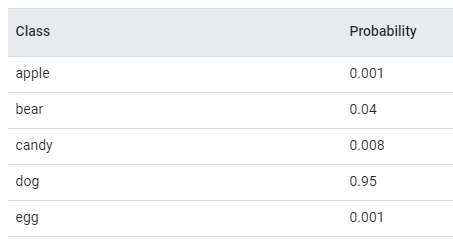 Class Probability
apple 0.001
bear 0.04
candy 0.008
dog 0.95
egg 0.001